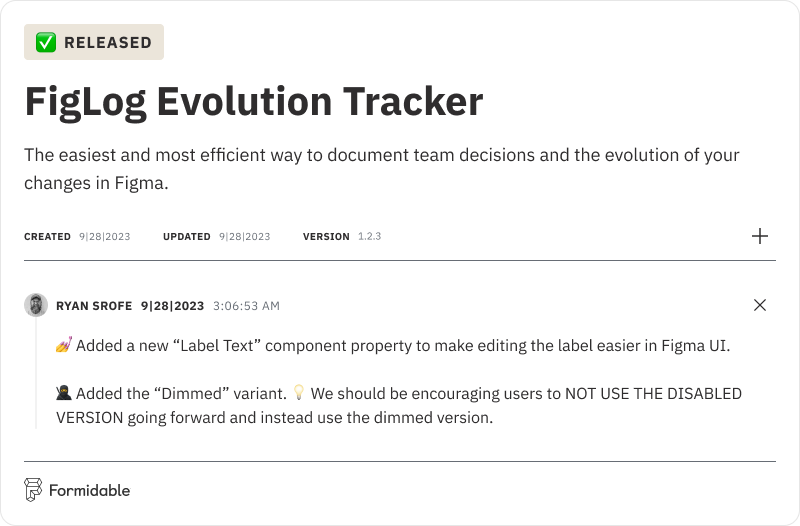 ✅ RELEASED
FigLog Evolution Tracker
The easiest and most efficient way to document team decisions and the evolution of your
changes in Figma.
CREATED 9|28|2023 UPDATED 9|28|2023 VERSION 1.2.3
RYAN SROFE 9|28|2023 3:06:53 AM
💅 Added a new “Label Text” component property to make editing the label easier in Figma UI.
🥷 Added the “Dimmed” variant. 💡 We should be encouraging users to NOT USE THE DISABLED
VERSION going forward and instead use the dimmed version.
Formidable